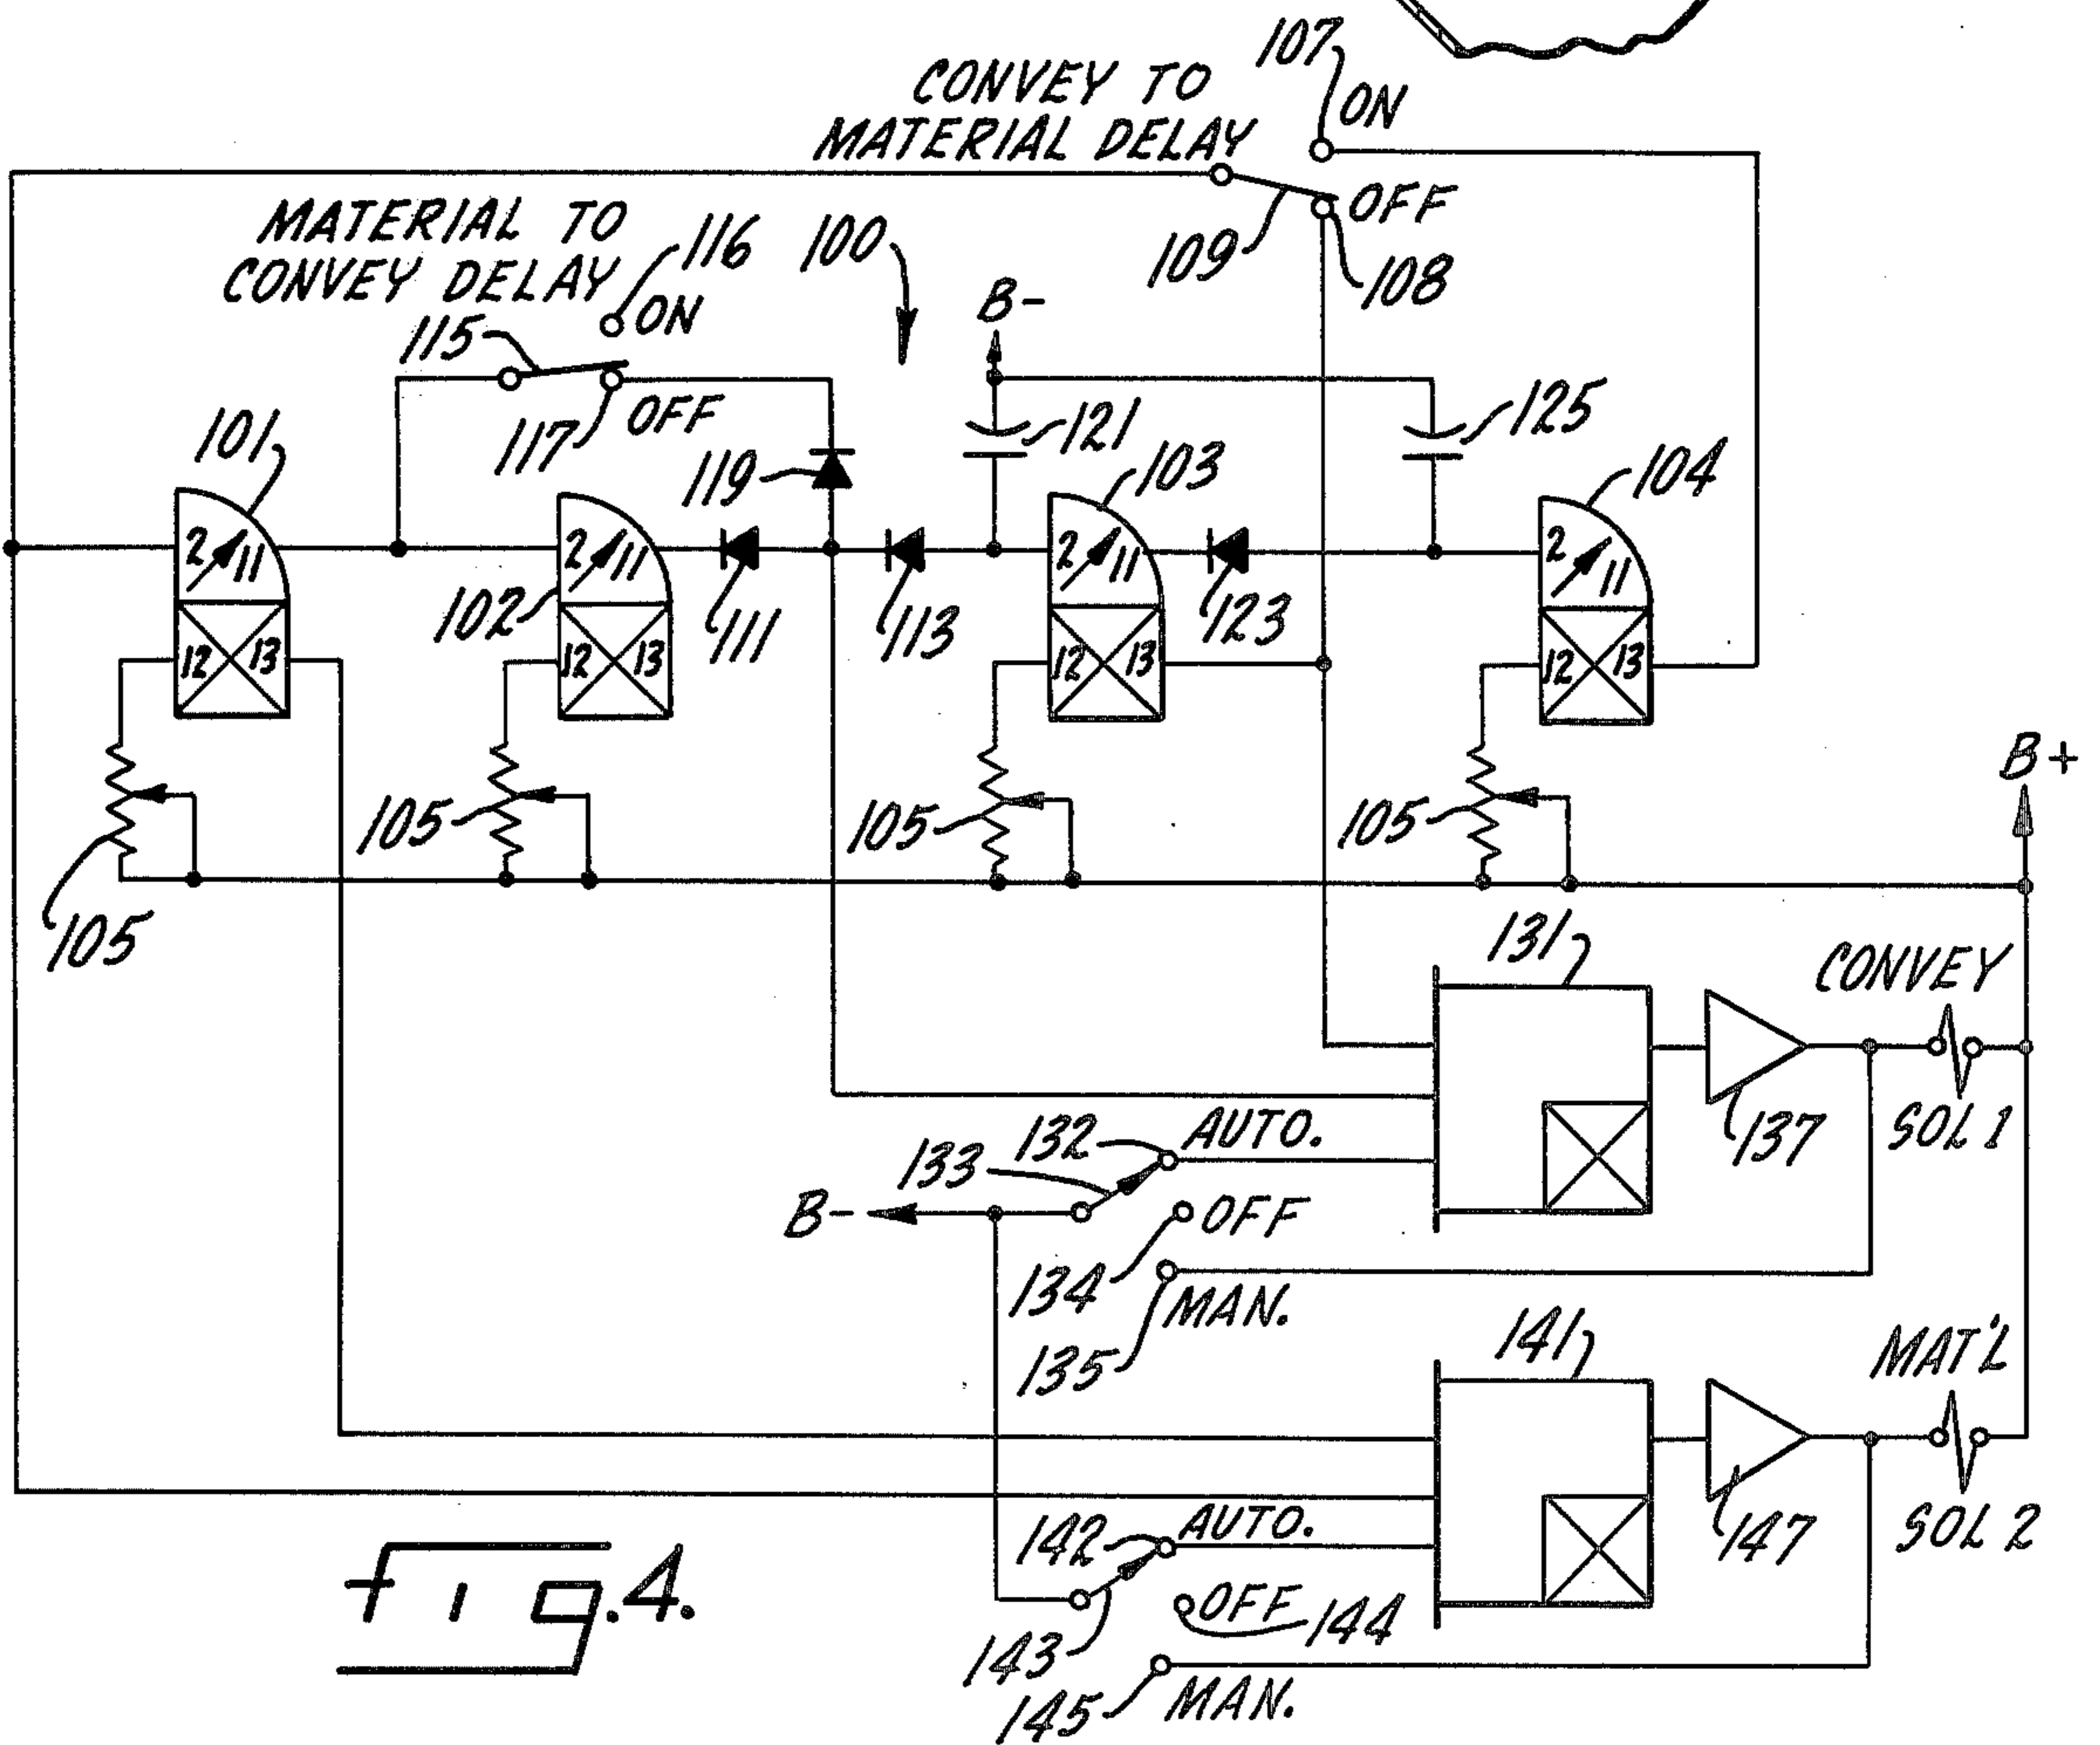 107
CONVEY TO
MATERIAL DELAY
ON
OFF
109
108
MATERIAL TO
CONVEY DELAY
116
ON
100
B-
115
117
OFF
101
119
121
103
125
104
2 11
12 13
102
2 11
12 13
111
113
2 11
12 13
123
2 11
12 13
105
105
105
105
B+
131
CONVEY
137
SOL 1
132
AUTO.
133
B-
OFF
134
MAN.
135
141
MAT'L
147
SOL 2
142
AUTO.
OFF
144
143
145
MAN.
fig.4.